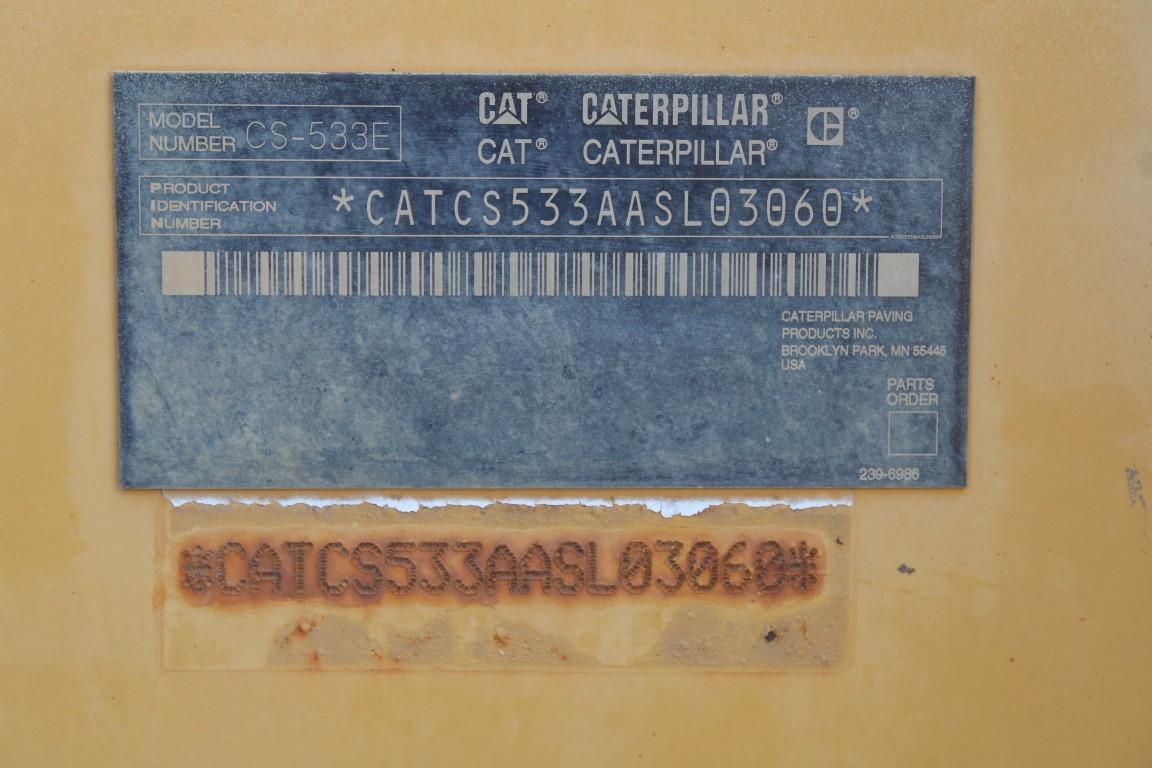 MODEL NUMBER CS-533E
CAT® CATERPILLAR® ®
CAT® CATERPILLAR®
PRODUCT IDENTIFICATION NUMBER *CATCS533AASL03060*
CATERPILLAR PAVING
PRODUCTS INC.
BROOKLYN PARK, MN 55445
USA
PARTS
ORDER
239-6986
*CATCS533AASL03060*